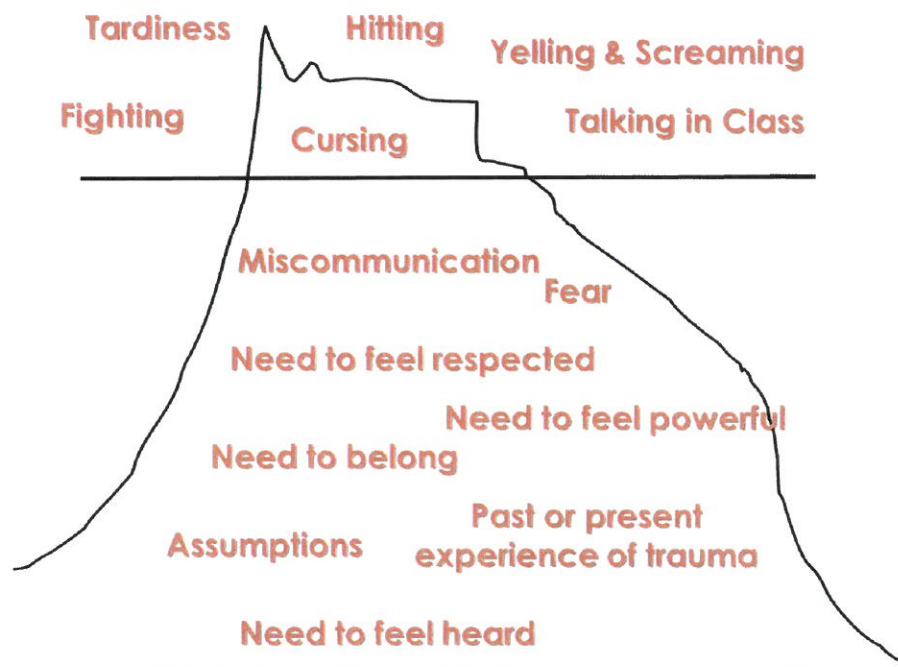 Tardiness
Hitting
Yelling & Screaming
Fighting
Cursing
Talking in Class
Miscommunication
Fear
Need to feel respected
Need to feel powerful
Need to belong
Past or present
experience of trauma
Assumptions
Need to feel heard